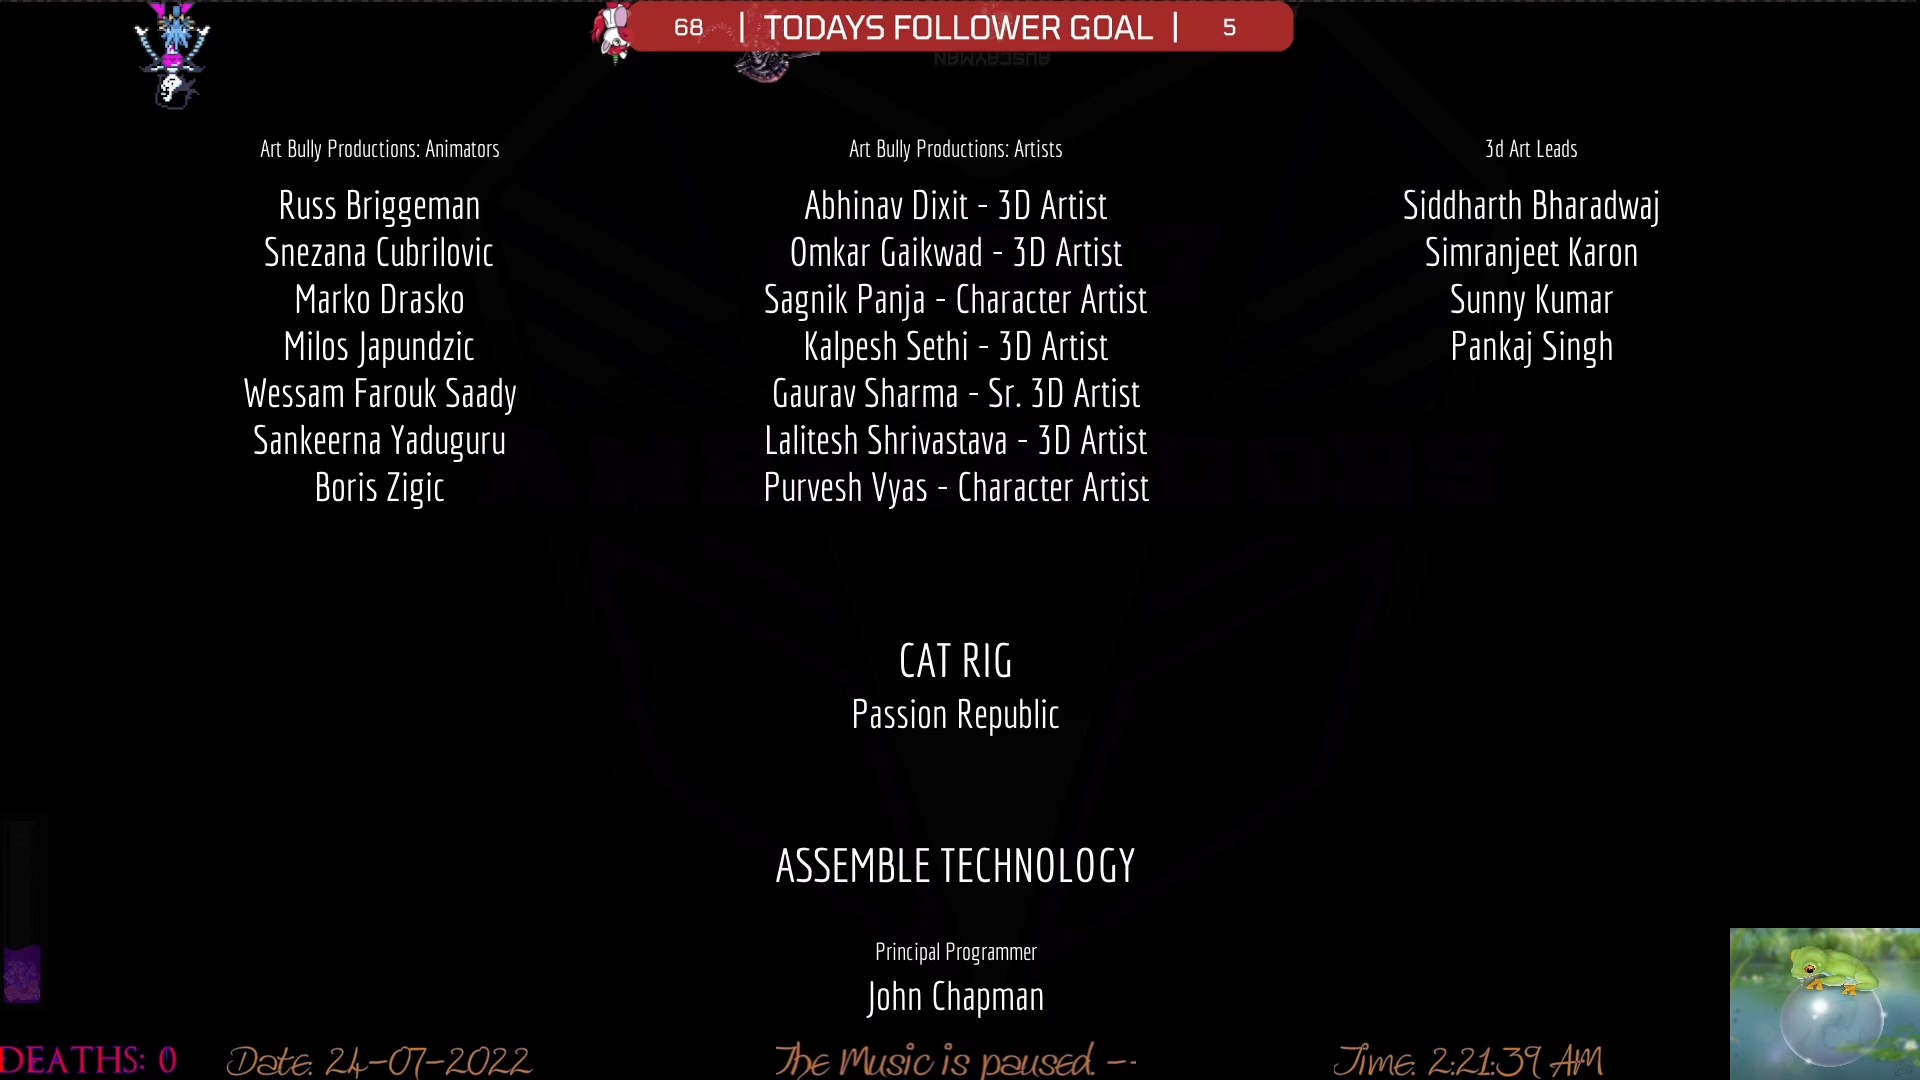 68 | TODAYS FOLLOWER GOAL | 5
AUSCAYMAN
Art Bully Productions: Animators
Russ Briggeman
Snezana Cubrilovic
Marko Drasko
Milos Japundzic
Wessam Farouk Saady
Sankeerna Yaduguru
Boris Zigic
Art Bully Productions: Artists
Abhinav Dixit - 3D Artist
Omkar Gaikwad - 3D Artist
Sagnik Panja - Character Artist
Kalpesh Sethi - 3D Artist
Gaurav Sharma - Sr. 3D Artist
Lalitesh Shrivastava - 3D Artist
Purvesh Vyas - Character Artist
3d Art Leads
Siddharth Bharadwaj
Simranjeet Karon
Sunny Kumar
Pankaj Singh
CAT RIG
Passion Republic
ASSEMBLE TECHNOLOGY
Principal Programmer
John Chapman
DEATHS: 0
Date: 24-07-2022
The Music is paused. --
Time: 2:21:39 AM